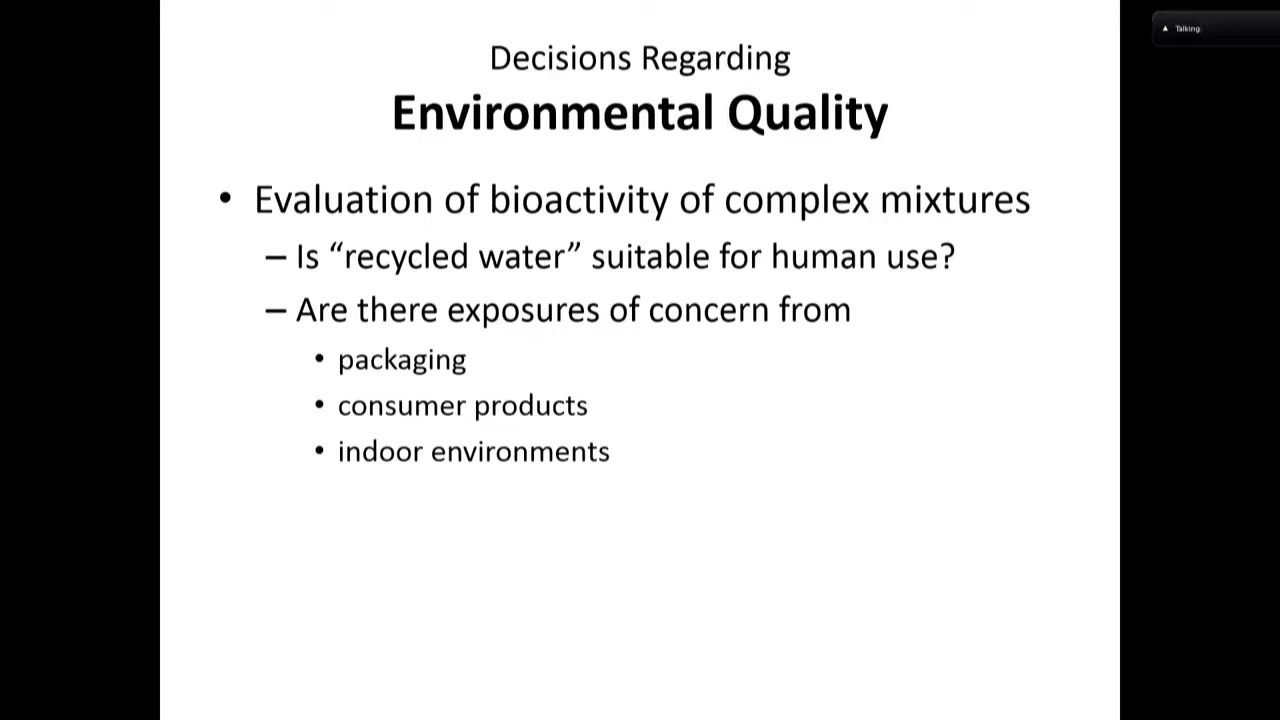 Talking:
Decisions Regarding
Environmental Quality
• Evaluation of bioactivity of complex mixtures
– Is “recycled water” suitable for human use?
– Are there exposures of concern from
• packaging
• consumer products
• indoor environments